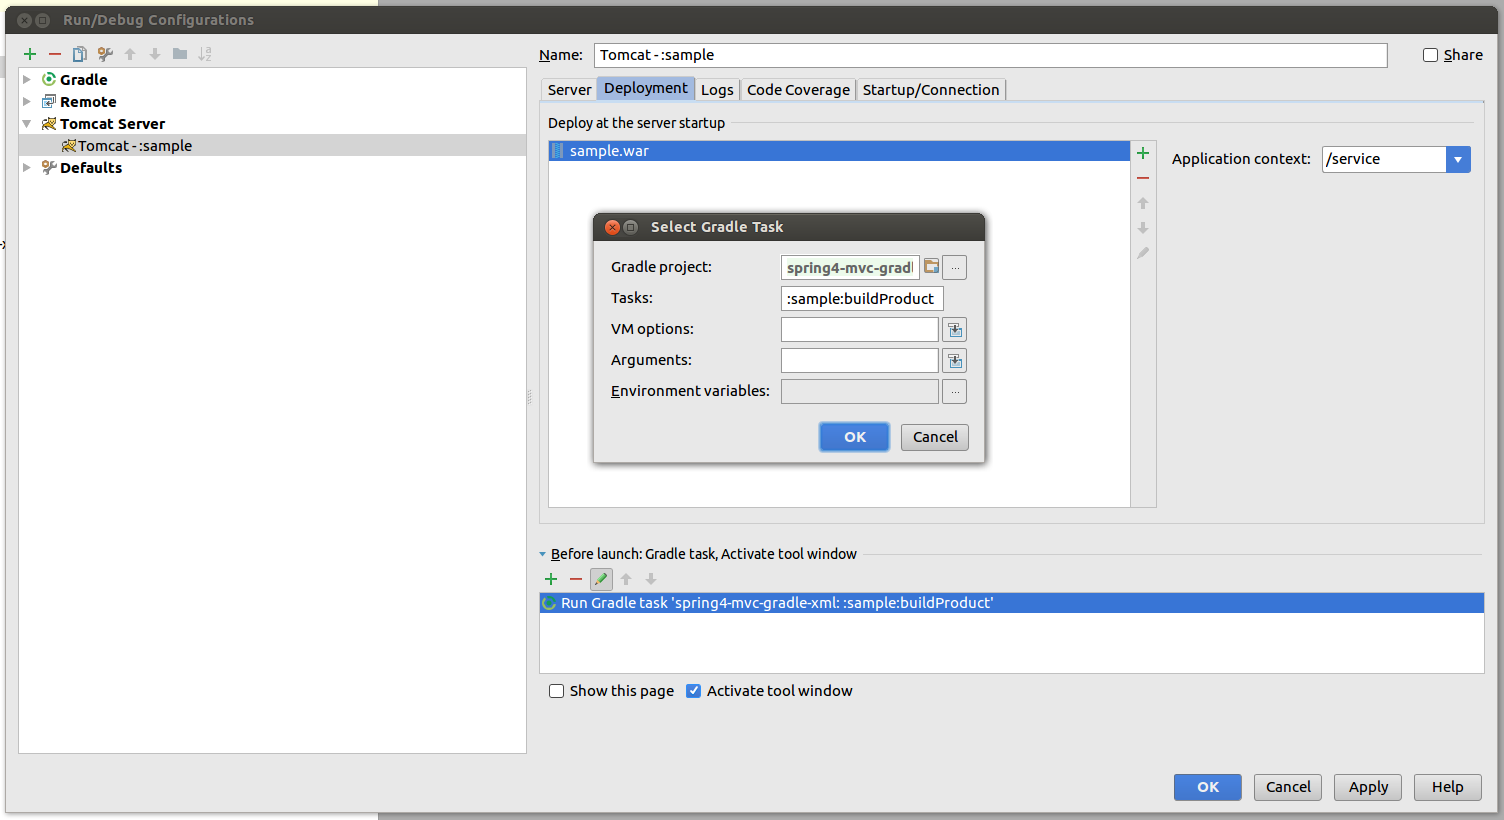 Run/Debug Configurations
Name: Tomcat - :sample Share
Gradle
Remote
Tomcat Server
Tomcat - :sample
Defaults
Server Deployment Logs Code Coverage Startup/Connection
Deploy at the server startup
sample.war
Application context: /service
Select Gradle Task
Gradle project: spring4-mvc-gradl ...
Tasks: :sample:buildProduct
VM options:
Arguments:
Environment variables: ...
OK Cancel
Before launch: Gradle task, Activate tool window
Run Gradle task 'spring4-mvc-gradle-xml: :sample:buildProduct'
Show this page Activate tool window
OK Cancel Apply Help